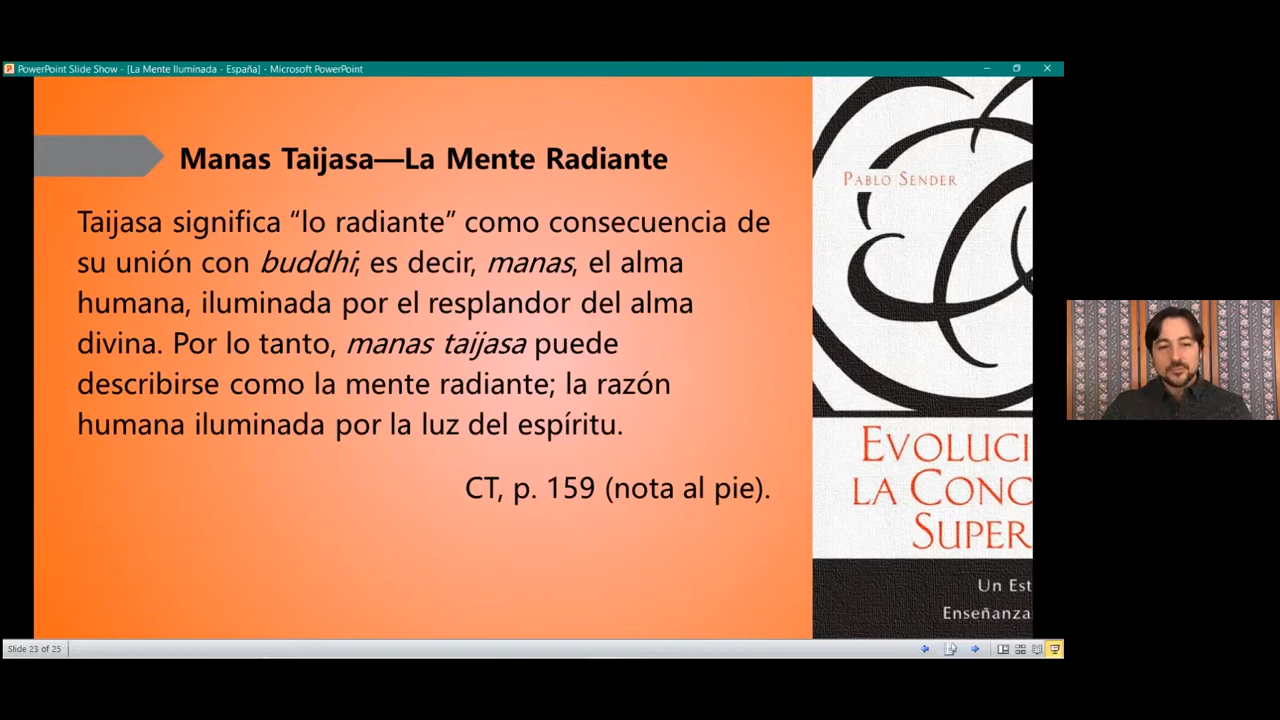 PowerPoint Slide Show - [La Mente Iluminada - España] - Microsoft PowerPoint
Manas Taijasa—La Mente Radiante
Taijasa significa “lo radiante” como consecuencia de
su unión con buddhi; es decir, manas, el alma
humana, iluminada por el resplandor del alma
divina. Por lo tanto, manas taijasa puede
describirse como la mente radiante; la razón
humana iluminada por la luz del espíritu.
CT, p. 159 (nota al pie).
PABLO SENDER
EVOLUCI
LA CONC
SUPER
Un Est
Enseñanza
Slide 23 of 25